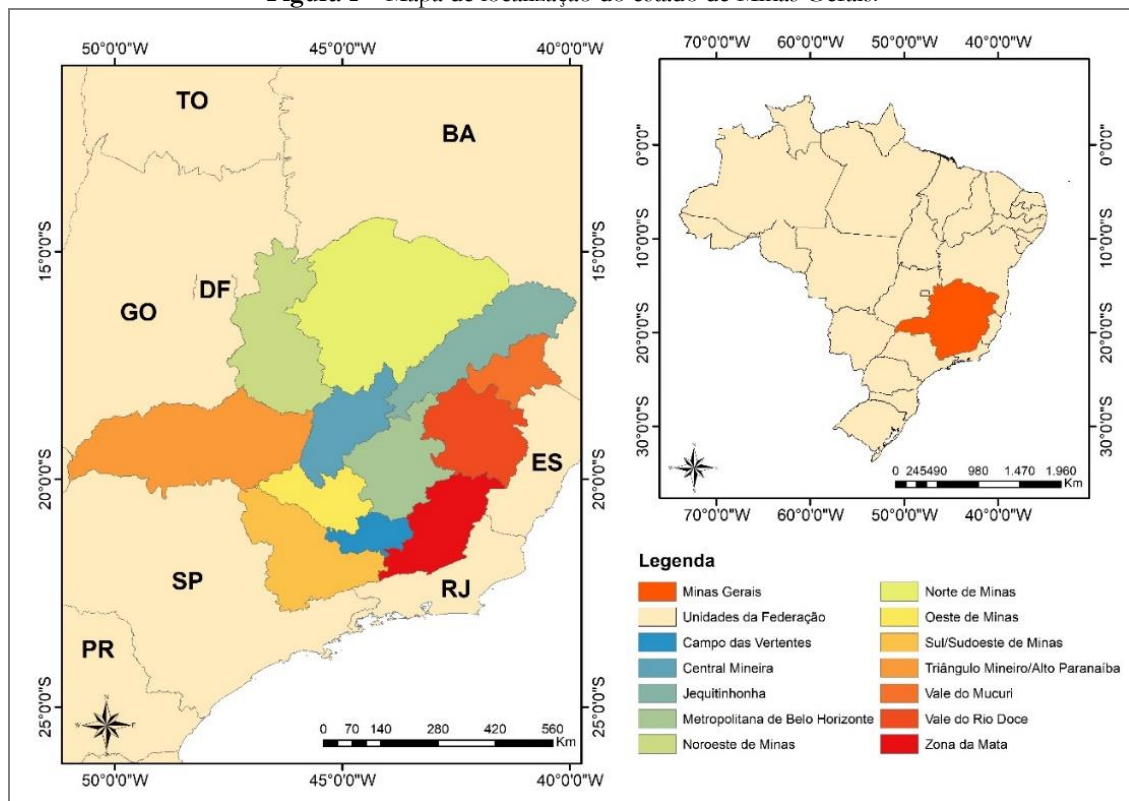 Figura 1 – Mapa de localização do estado de Minas Gerais.
50°0'0"W 45°0'0"W 40°0'0"W
15°0'0"S
20°0'0"S
25°0'0"S
TO
BA
DF
GO
ES
SP
RJ
PR
N
0 70 140 280 420 560
Km
15°0'0"S
20°0'0"S
25°0'0"S
50°0'0"W 45°0'0"W 40°0'0"W
70°0'0"W 60°0'0"W 50°0'0"W 40°0'0"W
0°0'0"
10°0'0"S
20°0'0"S
30°0'0"S
0°0'0"
10°0'0"S
20°0'0"S
30°0'0"S
N
0 245490 980 1.470 1.960
Km
70°0'0"W 60°0'0"W 50°0'0"W 40°0'0"W
Legenda
Minas Gerais
Unidades da Federação
Campo das Vertentes
Central Mineira
Jequitinhonha
Metropolitana de Belo Horizonte
Noroeste de Minas
Norte de Minas
Oeste de Minas
Sul/Sudoeste de Minas
Triângulo Mineiro/Alto Paranaíba
Vale do Mucuri
Vale do Rio Doce
Zona da Mata